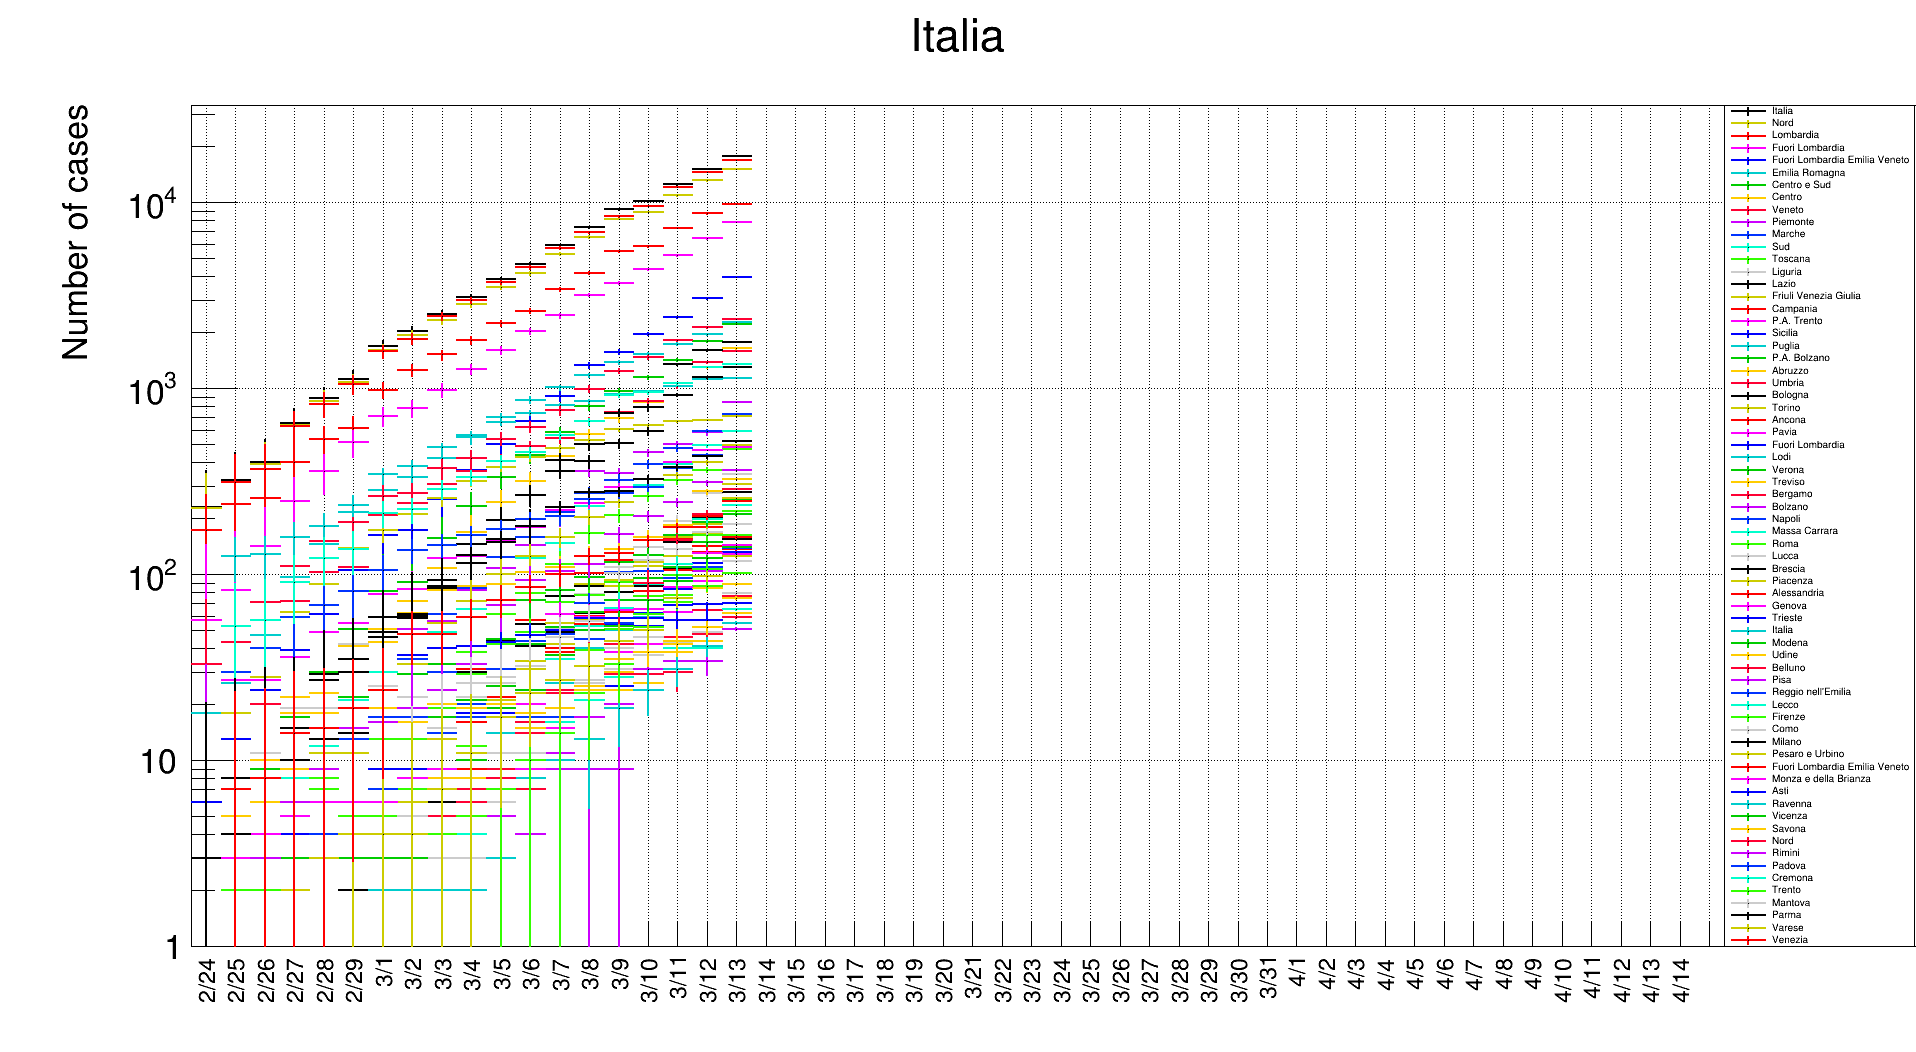 Italia
Number of cases
10^4
10^3
10^2
10
1
2/24
2/25
2/26
2/27
2/28
2/29
3/1
3/2
3/3
3/4
3/5
3/6
3/7
3/8
3/9
3/10
3/11
3/12
3/13
3/14
3/15
3/16
3/17
3/18
3/19
3/20
3/21
3/22
3/23
3/24
3/25
3/26
3/27
3/28
3/29
3/30
3/31
4/1
4/2
4/3
4/4
4/5
4/6
4/7
4/8
4/9
4/10
4/11
4/12
4/13
4/14
Italia
Nord
Lombardia
Fuori Lombardia
Fuori Lombardia Emilia Veneto
Emilia Romagna
Centro e Sud
Centro
Veneto
Piemonte
Marche
Sud
Toscana
Liguria
Lazio
Friuli Venezia Giulia
Campania
P.A. Trento
Sicilia
Puglia
P.A. Bolzano
Abruzzo
Umbria
Bologna
Torino
Ancona
Pavia
Fuori Lombardia
Lodi
Verona
Treviso
Bergamo
Bolzano
Napoli
Massa Carrara
Roma
Lucca
Brescia
Piacenza
Alessandria
Genova
Trieste
Italia
Modena
Udine
Belluno
Pisa
Reggio nell'Emilia
Lecco
Firenze
Como
Milano
Pesaro e Urbino
Fuori Lombardia Emilia Veneto
Monza e della Brianza
Asti
Ravenna
Vicenza
Savona
Nord
Rimini
Padova
Cremona
Trento
Mantova
Parma
Varese
Venezia